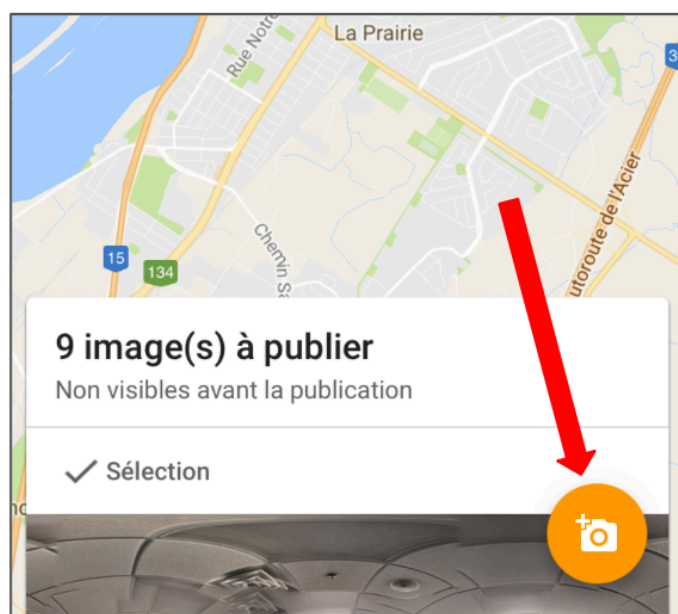 La Prairie
Rue Notre
3
utoroute de l'Acier
Chemin Sa
15
134
9 image(s) à publier
Non visibles avant la publication
Sélection